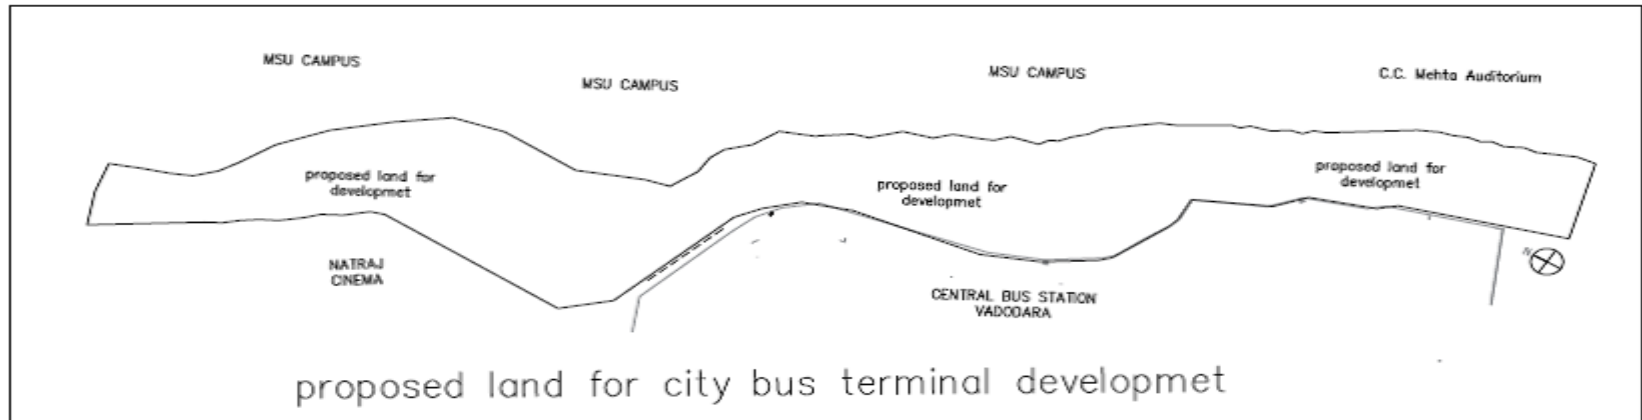 MSU CAMPUS
MSU CAMPUS
MSU CAMPUS
C.C. Mehta Auditorium
proposed land for
developmet
proposed land for
developmet
proposed land for
developmet
NATRAJ
CINEMA
CENTRAL BUS STATION
VADODARA
N
proposed land for city bus terminal developmet